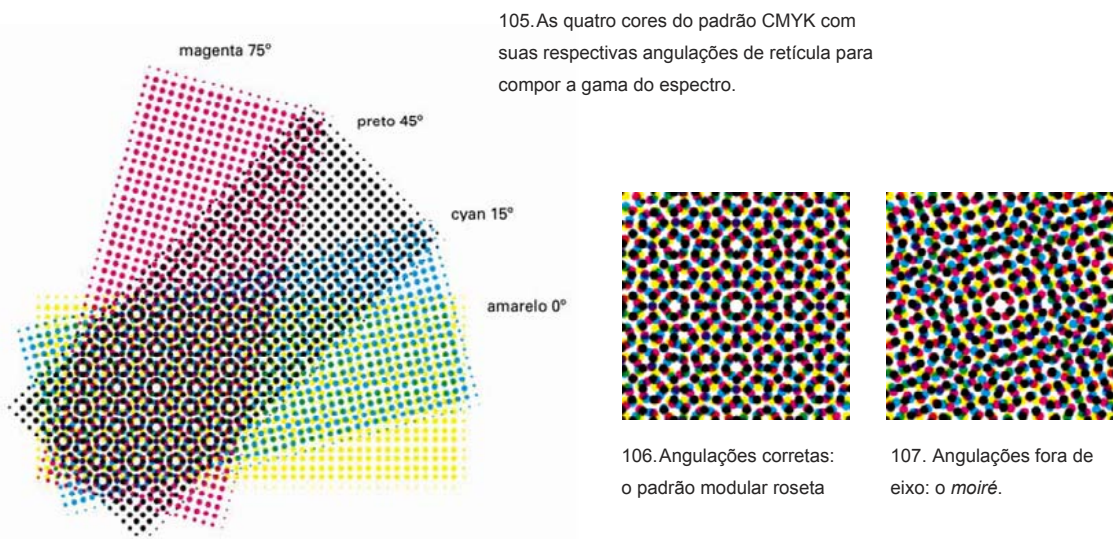 105.As quatro cores do padrão CMYK com
suas respectivas angulações de retícula para
compor a gama do espectro.
magenta 75º
preto 45º
cyan 15º
amarelo 0º
106.Angulações corretas:
o padrão modular roseta
107. Angulações fora de
eixo: o moiré.